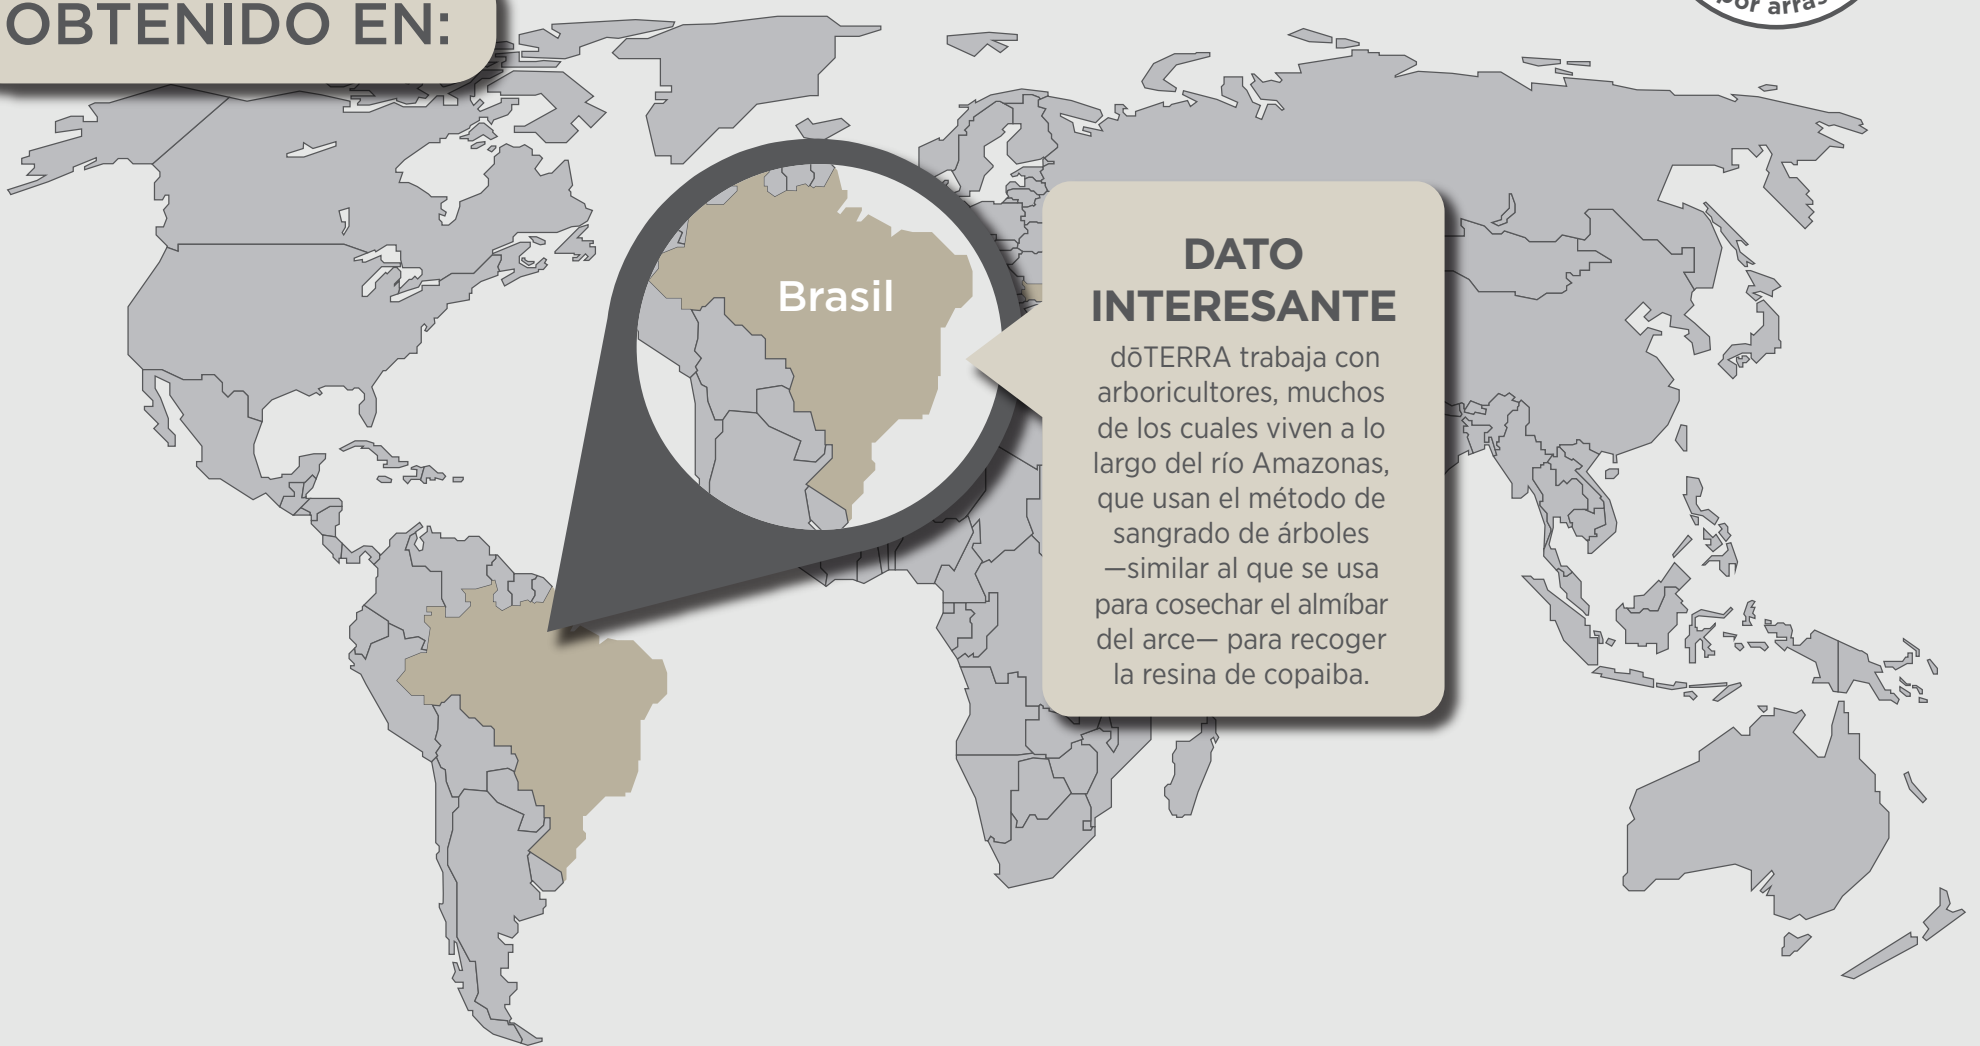 OBTENIDO EN:
por
Brasil
DATO
INTERESANTE
dōTERRA trabaja con
arboricultores, muchos
de los cuales viven a lo
largo del río Amazonas,
que usan el método de
sangrado de árboles
—similar al que se usa
para cosechar el almíbar
del arce— para recoger
la resina de copaiba.